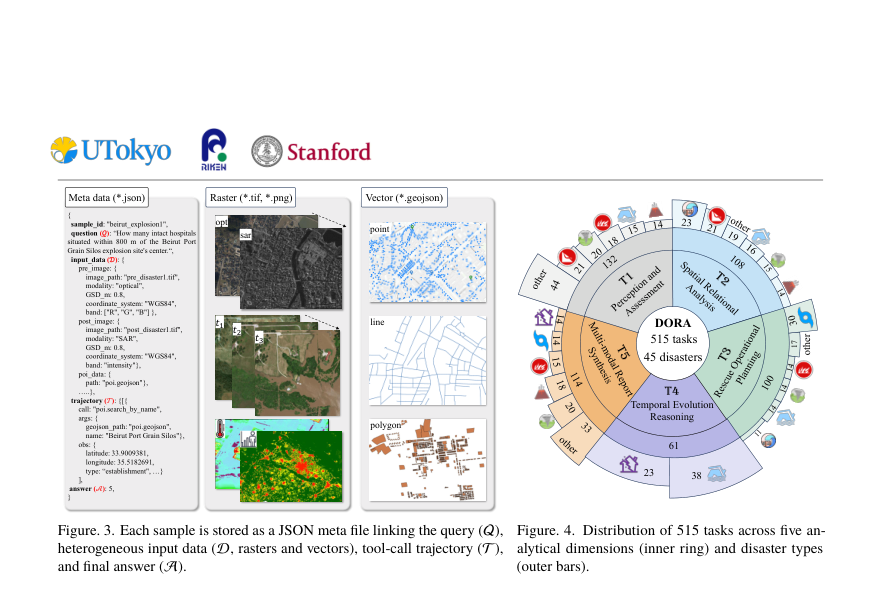 UTokyo
RIKEN
Stanford
Meta data (*.json)
{
sample_id: "beirut_explosion1",
question (Q): "How many intact hospitals
situated within 800 m of the Beirut Port
Grain Silos explosion site's center.",
input_data (D): {
pre_image: {
image_path: "pre_disaster1.tif",
modality: "optical",
GSD_m: 0.8,
coordinate_system: "WGS84",
band: ["R", "G", "B"] },
post_image: {
image_path: "post_disaster1.tif",
modality: "SAR",
GSD_m: 0.8,
coordinate_system: "WGS84",
band: "intensity"},
poi_data: {
path: "poi.geojson"},
.....},
trajectory (T): {[{
call: "poi.search_by_name",
args: {
geojson_path: "poi.geojson",
name: "Beirut Port Grain Silos"},
obs: {
latitude: 33.9009381,
longitude: 35.5182691,
type: "establishment", …}
],
answer (A): 5,
}
Raster (*.tif, *.png)
opt
sar
t1
t2
t3
Vector (*.geojson)
point
line
polygon
DORA
515 tasks
45 disasters
T1
Perception and
Assessment
132
other
44
21
20
18
15
14
T2
Spatial Relational
Analysis
108
23
21
19
16
15
14
other
T3
Rescue Operational
Planning
100
30
17
other
T4
Temporal Evolution
Reasoning
61
38
23
T5
Multi-modal Report
Synthesis
114
33
20
18
15
14
14
other
Figure. 3. Each sample is stored as a JSON meta file linking the query (Q),
heterogeneous input data (D, rasters and vectors), tool-call trajectory (T),
and final answer (A).
Figure. 4. Distribution of 515 tasks across five an-
alytical dimensions (inner ring) and disaster types
(outer bars).